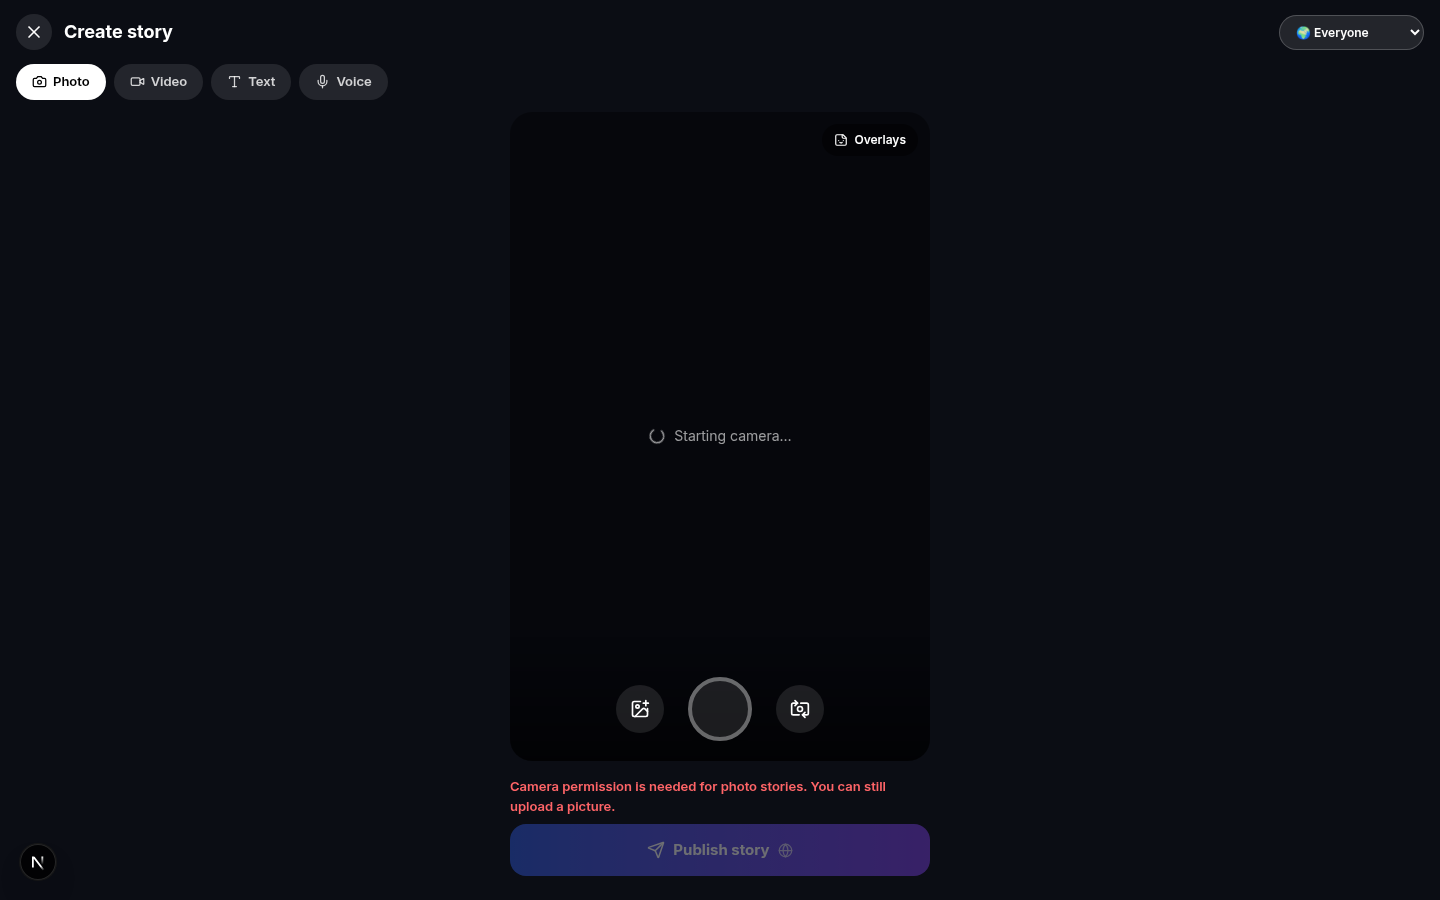 Create story
🌍 Everyone
Photo
Video
Text
Voice
Overlays
Starting camera...
Camera permission is needed for photo stories. You can still
upload a picture.
Publish story
N